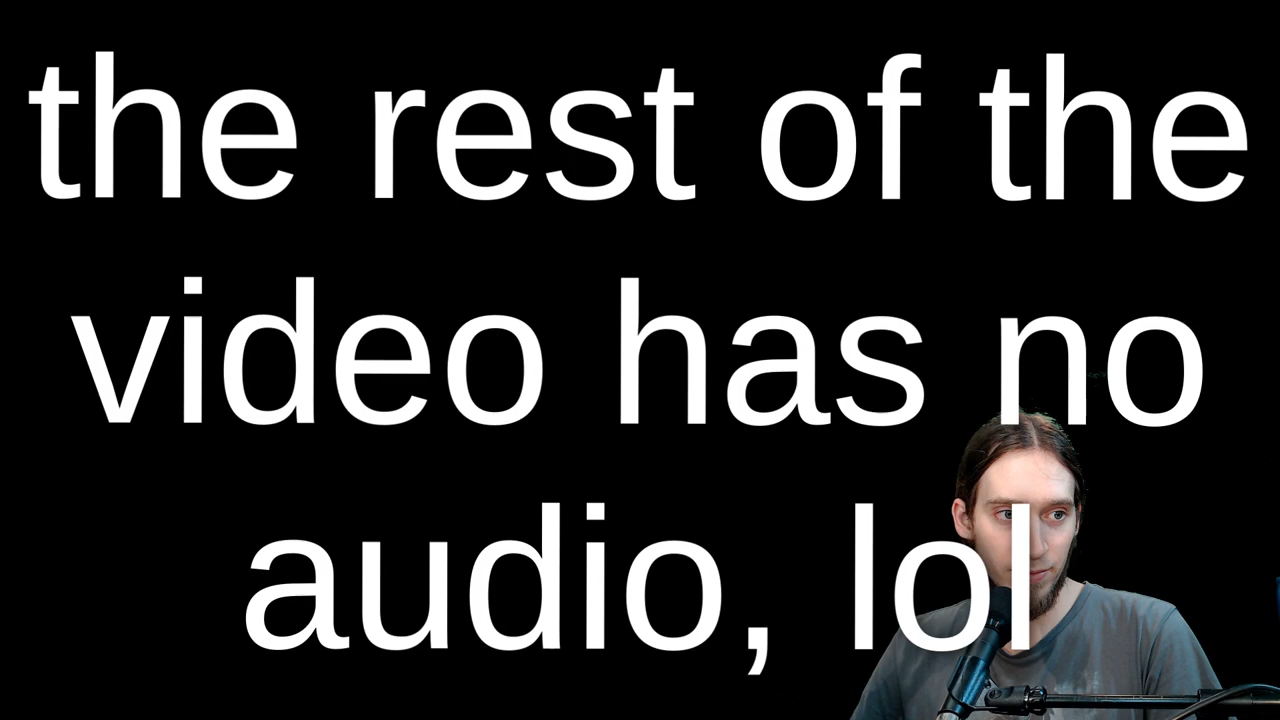 the rest of the
video has no
audio, lol